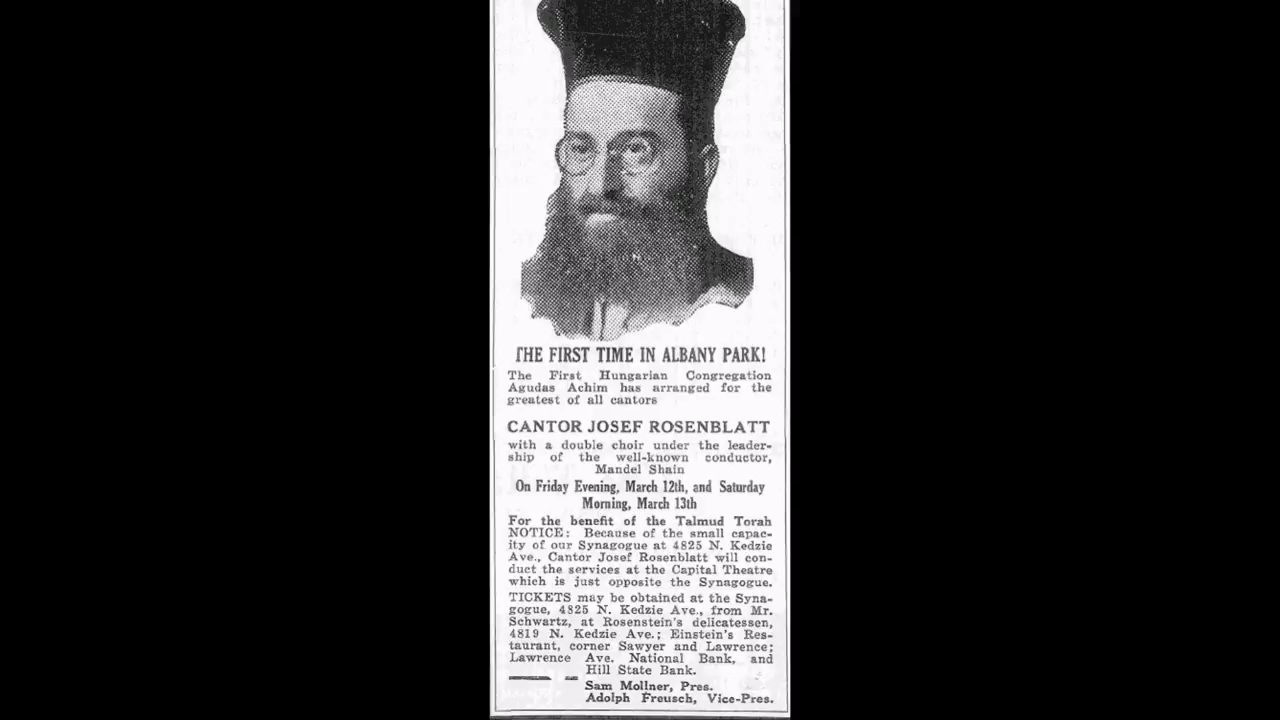 THE FIRST TIME IN ALBANY PARK!
The First Hungarian Congregation
Agudas Achim has arranged for the
greatest of all cantors
CANTOR JOSEF ROSENBLATT
with a double choir under the leader-
ship of the well-known conductor,
Mandel Shain
On Friday Evening, March 12th, and Saturday
Morning, March 13th
For the benefit of the Talmud Torah
NOTICE: Because of the small capac-
ity of our Synagogue at 4825 N. Kedzie
Ave., Cantor Josef Rosenblatt will con-
duct the services at the Capital Theatre
which is just opposite the Synagogue.
TICKETS may be obtained at the Syna-
gogue, 4825 N. Kedzie Ave., from Mr.
Schwartz, at Rosenstein's delicatessen,
4819 N. Kedzie Ave.; Einstein's Res-
taurant, corner Sawyer and Lawrence;
Lawrence Ave. National Bank, and
Hill State Bank.
Sam Mollner, Pres.
Adolph Freusch, Vice-Pres.